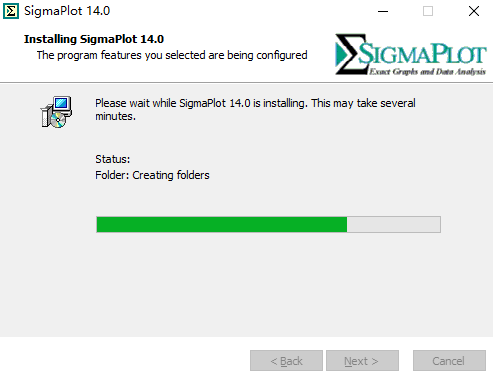 SigmaPlot 14.0
Installing SigmaPlot 14.0
The program features you selected are being configured
SIGMAPLOT
Exact Graphs and Data Analysis
Please wait while SigmaPlot 14.0 is installing. This may take several
minutes.
Status:
Folder: Creating folders
< Back
Next >
Cancel